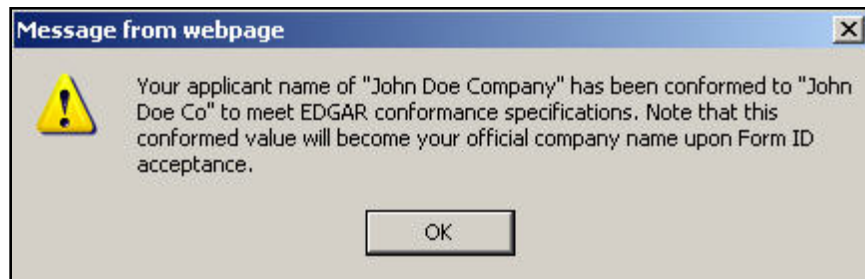 Message from webpage
Your applicant name of "John Doe Company" has been conformed to "John
Doe Co" to meet EDGAR conformance specifications. Note that this
conformed value will become your official company name upon Form ID
acceptance.
OK